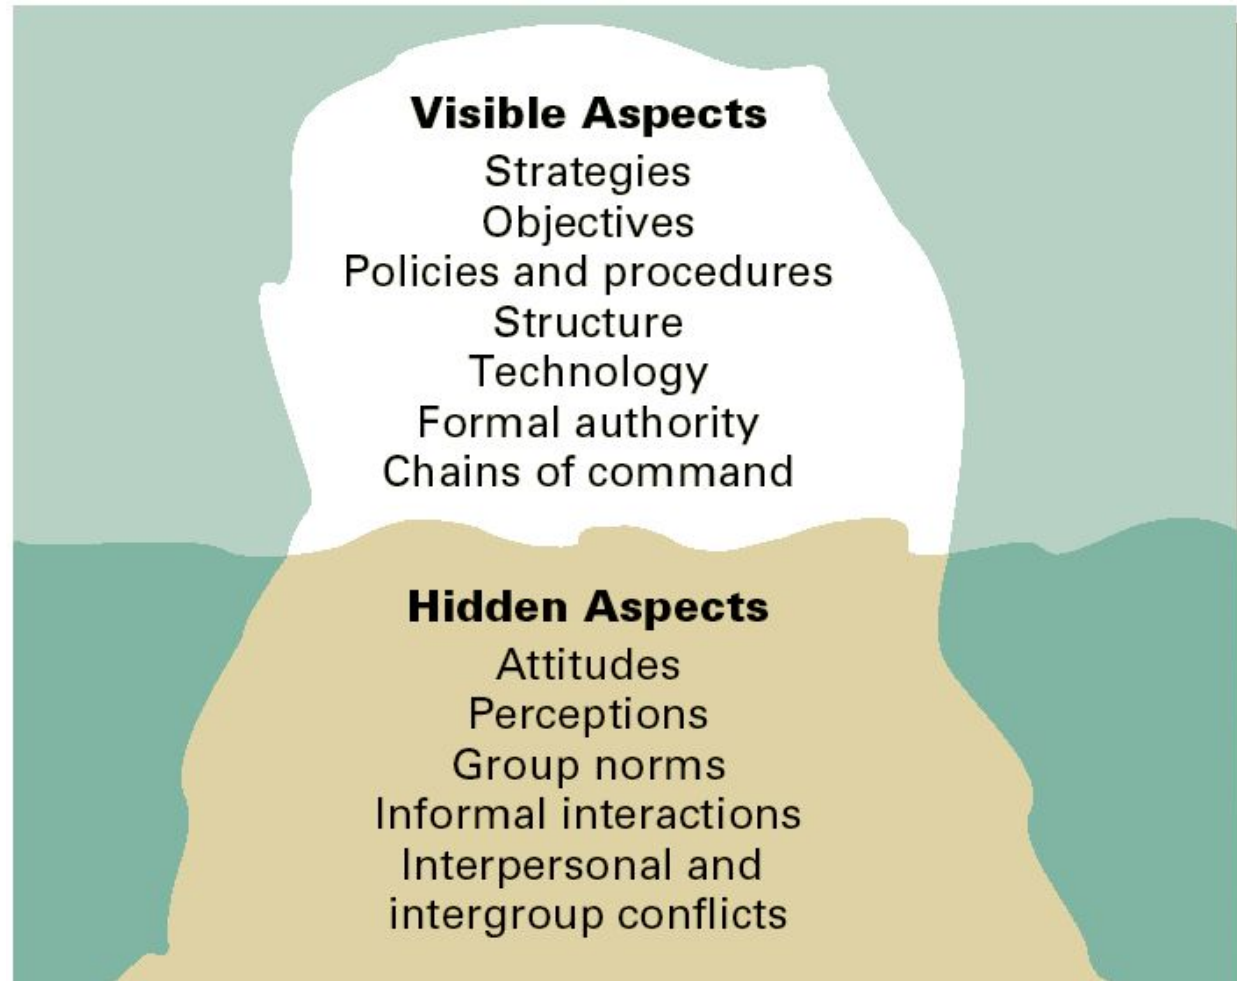 Visible Aspects
Strategies
Objectives
Policies and procedures
Structure
Technology
Formal authority
Chains of command
Hidden Aspects
Attitudes
Perceptions
Group norms
Informal interactions
Interpersonal and
intergroup conflicts